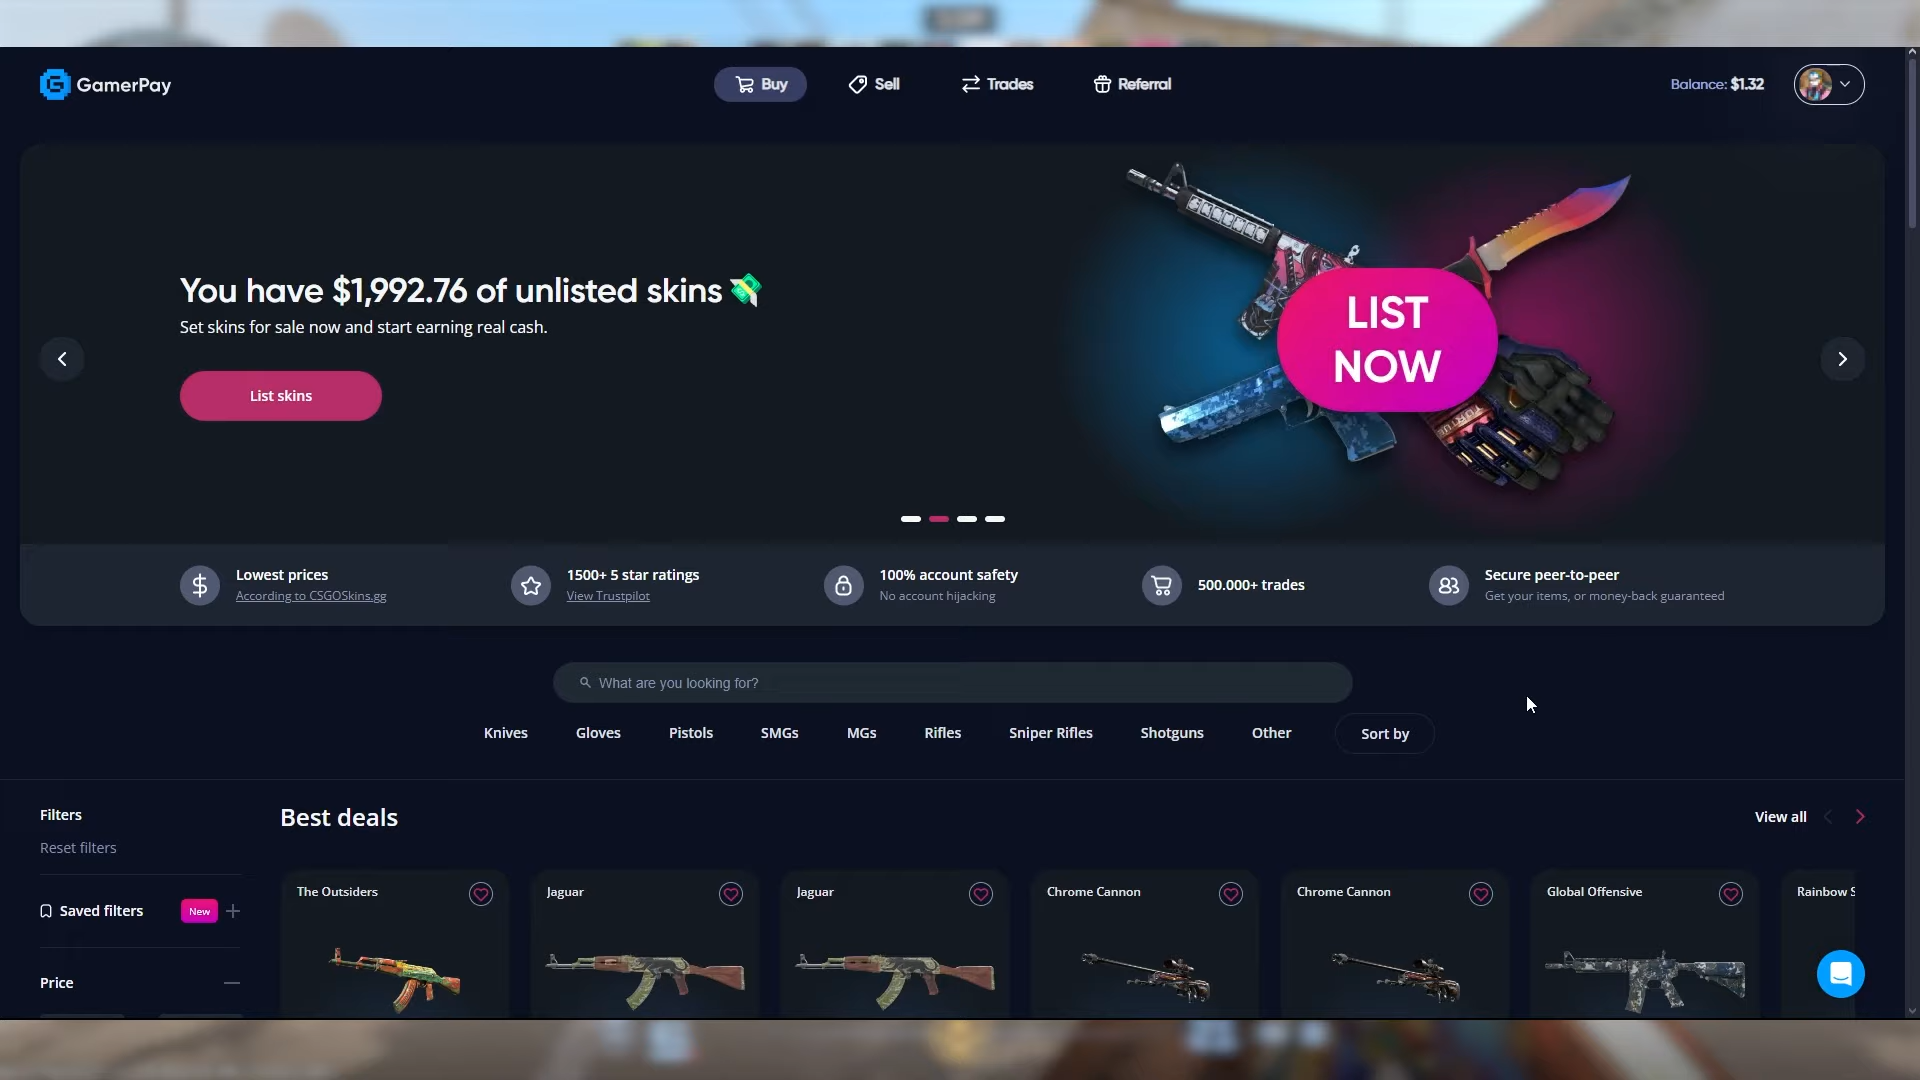 GamerPay
Buy
Sell
Trades
Referral
Balance: $1.32
You have $1,992.76 of unlisted skins
Set skins for sale now and start earning real cash.
List skins
LIST
NOW
Lowest prices
According to CSGOSkins.gg
1500+ 5 star ratings
View Trustpilot
100% account safety
No account hijacking
500.000+ trades
Secure peer-to-peer
Get your items, or money-back guaranteed
What are you looking for?
Knives
Gloves
Pistols
SMGs
MGs
Rifles
Sniper Rifles
Shotguns
Other
Sort by
Filters
Reset filters
Saved filters
New
Price
Best deals
View all
The Outsiders
Jaguar
Jaguar
Chrome Cannon
Chrome Cannon
Global Offensive
Rainbow S